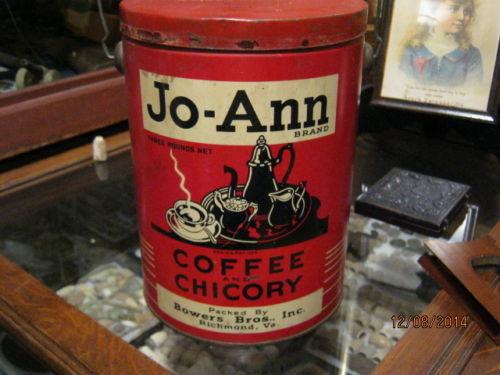 Jo-Ann
BRAND
THREE POUNDS NET
COFFEE
AND
CHICORY
Packed By
Bowers Bros., Inc.
Richmond, Va.
12/08/2014